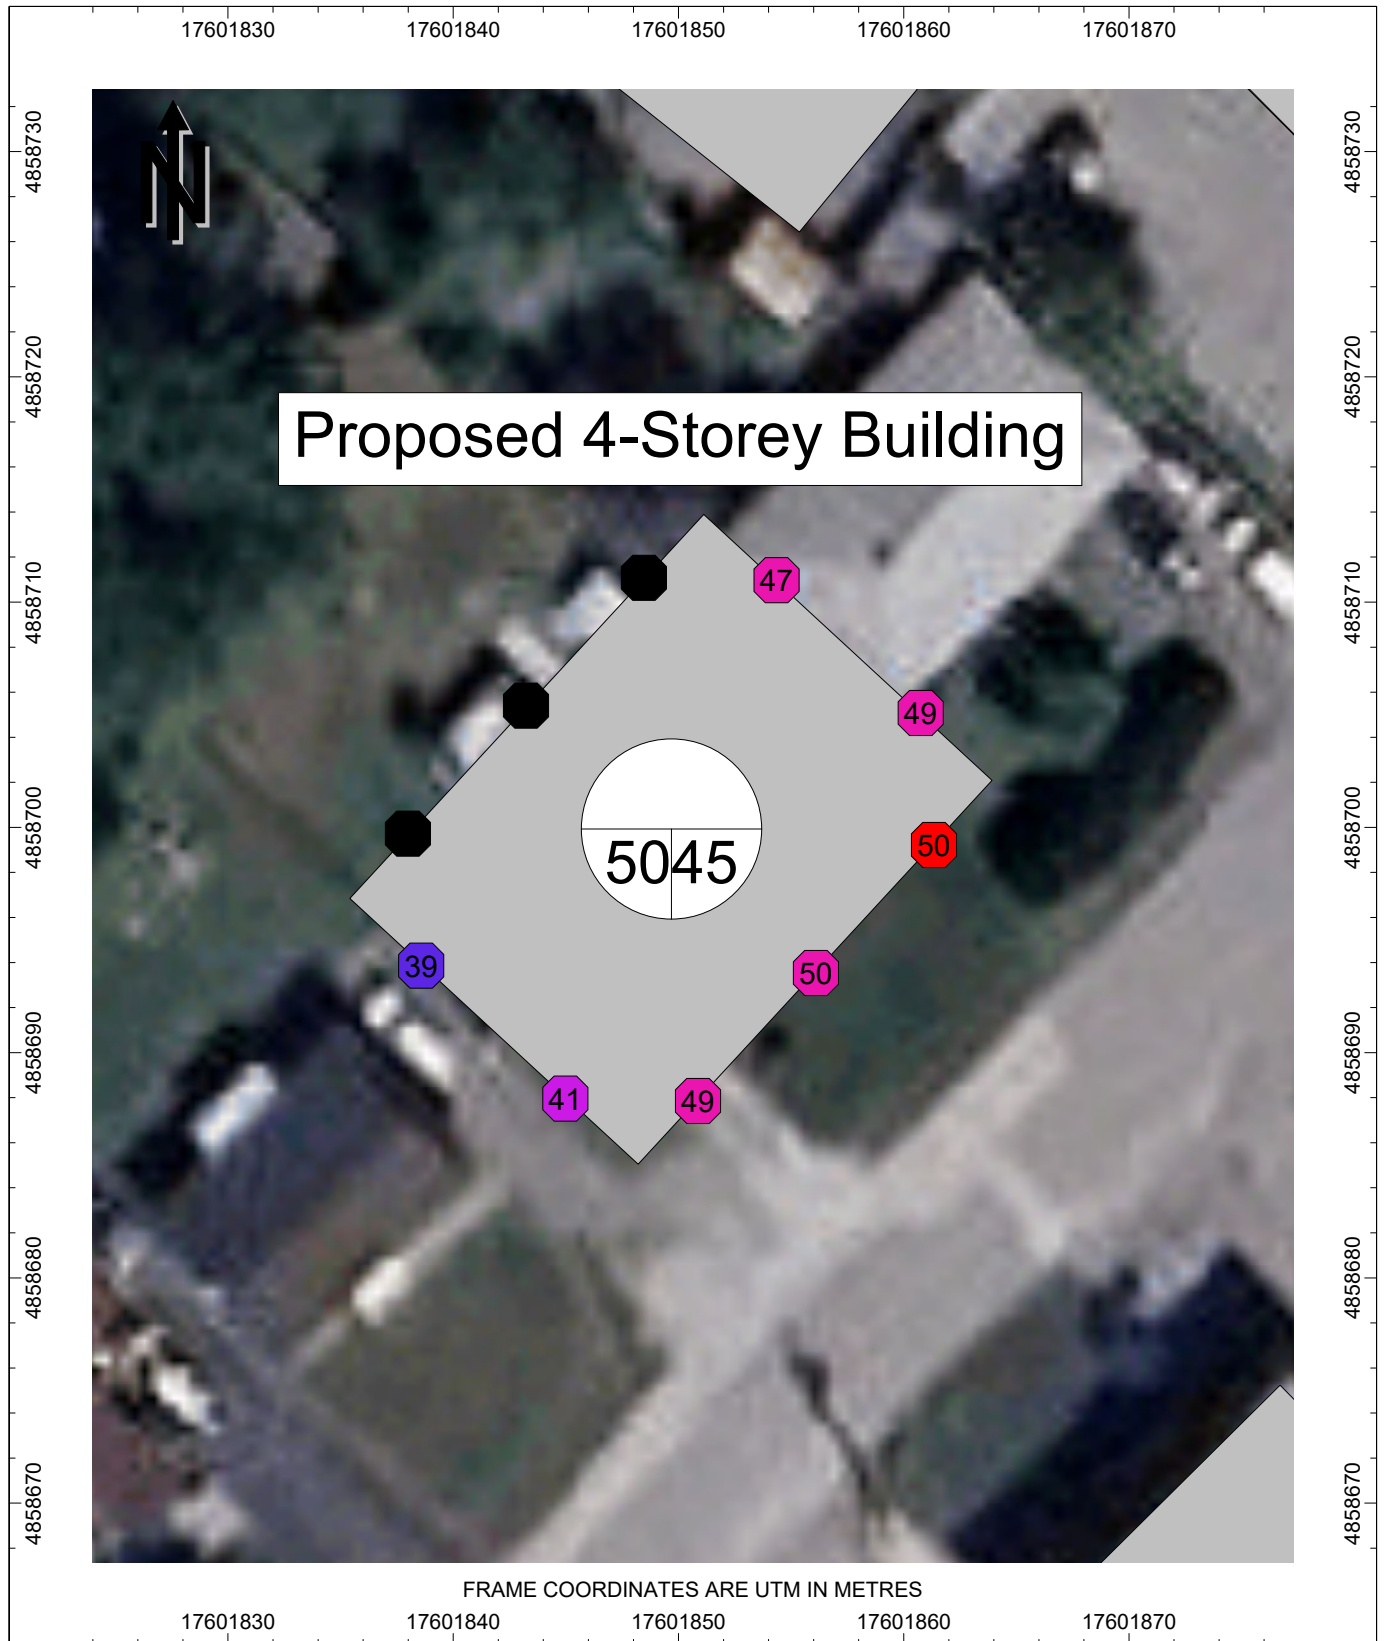 17601830 17601840 17601850 17601860 17601870
4858730 4858730
N
4858720 4858720
Proposed 4-Storey Building
4858710 47 4858710
49
4858700 5045 50 4858700
39 50
4858690 4858690
41 49
4858680 4858680
4858670 4858670
FRAME COORDINATES ARE UTM IN METRES
17601830 17601840 17601850 17601860 17601870